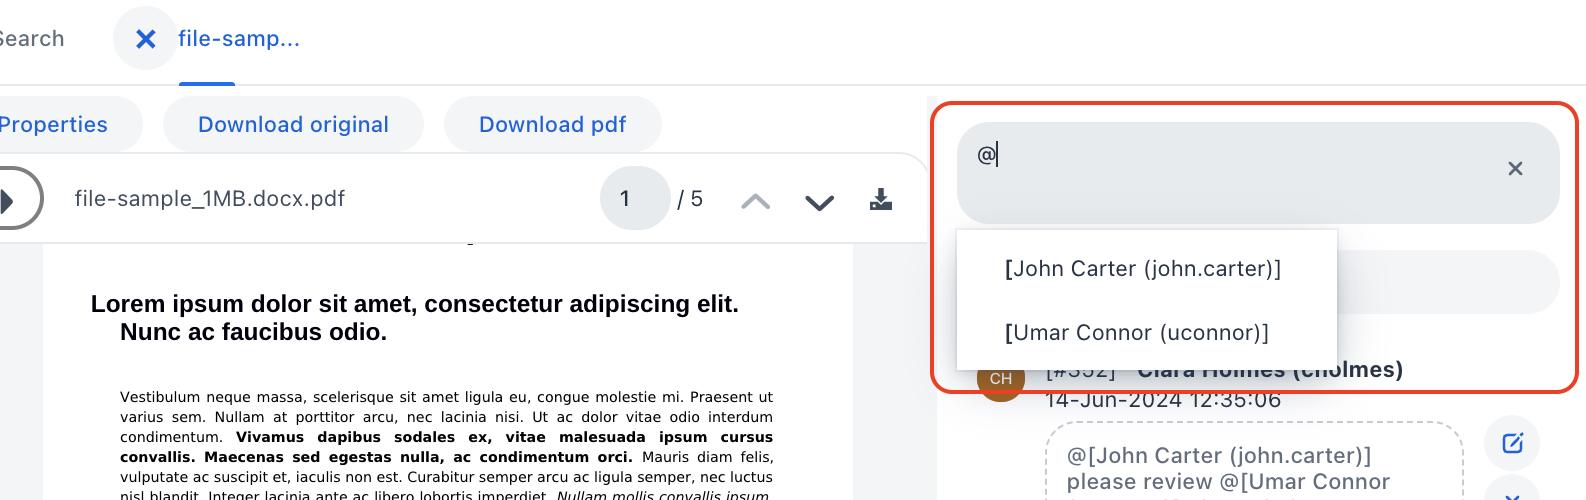 Search
file-samp...
Properties
Download original
Download pdf
file-sample_1MB.docx.pdf
1 / 5
Lorem ipsum dolor sit amet, consectetur adipiscing elit.
Nunc ac faucibus odio.
Vestibulum neque massa, scelerisque sit amet ligula eu, congue molestie mi. Praesent ut
varius sem. Nullam at porttitor arcu, nec lacinia nisi. Ut ac dolor vitae odio interdum
condimentum. Vivamus dapibus sodales ex, vitae malesuada ipsum cursus
convallis. Maecenas sed egestas nulla, ac condimentum orci. Mauris diam felis,
vulputate ac suscipit et, iaculis non est. Curabitur semper arcu ac ligula semper, nec luctus
nisl blandit. Integer lacinia ante ac libero lobortis imperdiet. Nullam mollis convallis ipsum,
@
[John Carter (john.carter)]
[Umar Connor (uconnor)]
CH
[#352] Clara Holmes (cholmes)
14-Jun-2024 12:35:06
@[John Carter (john.carter)]
please review @[Umar Connor